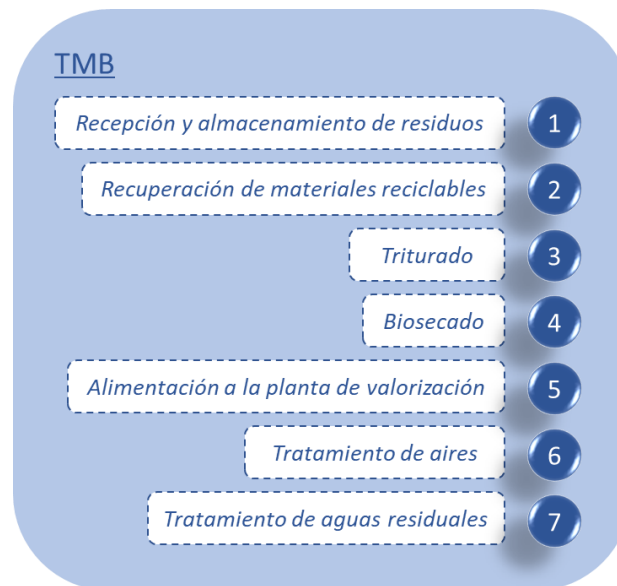 TMB
Recepción y almacenamiento de residuos 1
Recuperación de materiales reciclables 2
Triturado 3
Biosecado 4
Alimentación a la planta de valorización 5
Tratamiento de aires 6
Tratamiento de aguas residuales 7